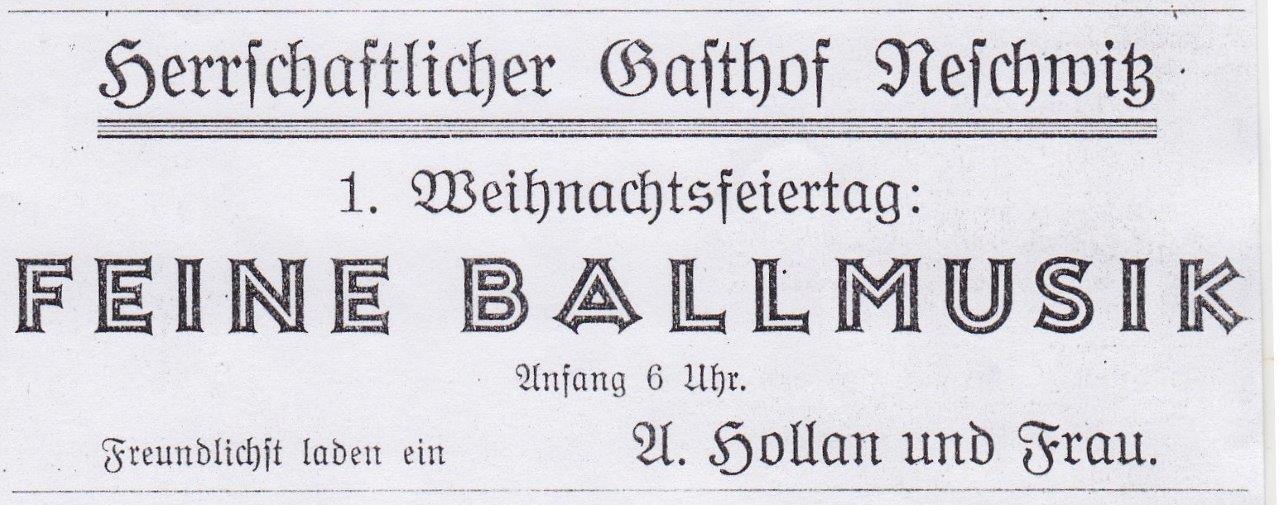 Herrschaftlicher Gasthof Neschwitz
1. Weihnachtsfeiertag:
FEINE BALLMUSIK
Anfang 6 Uhr.
Freundlichst laden ein A. Hollan und Frau.